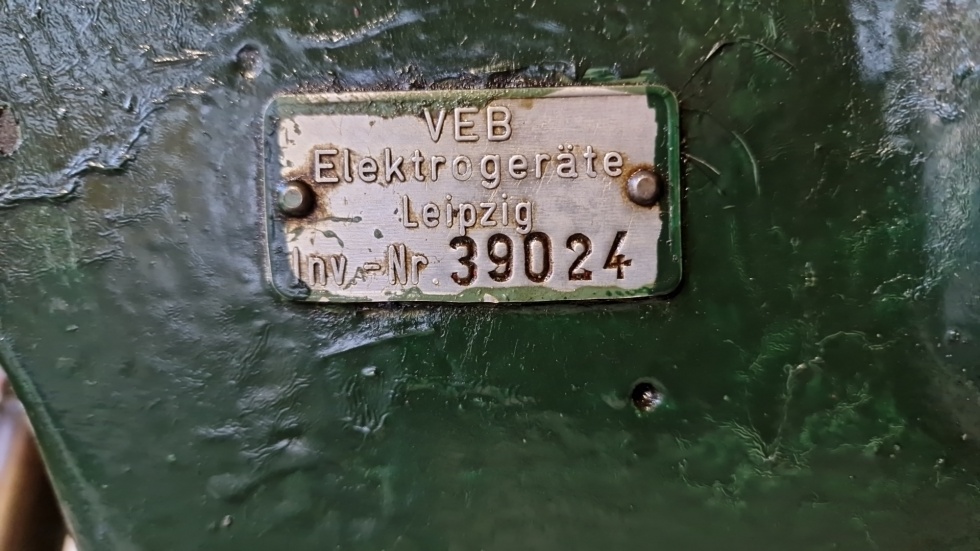 VEB
Elektrogeräte
Leipzig
Inv.-Nr. 39024